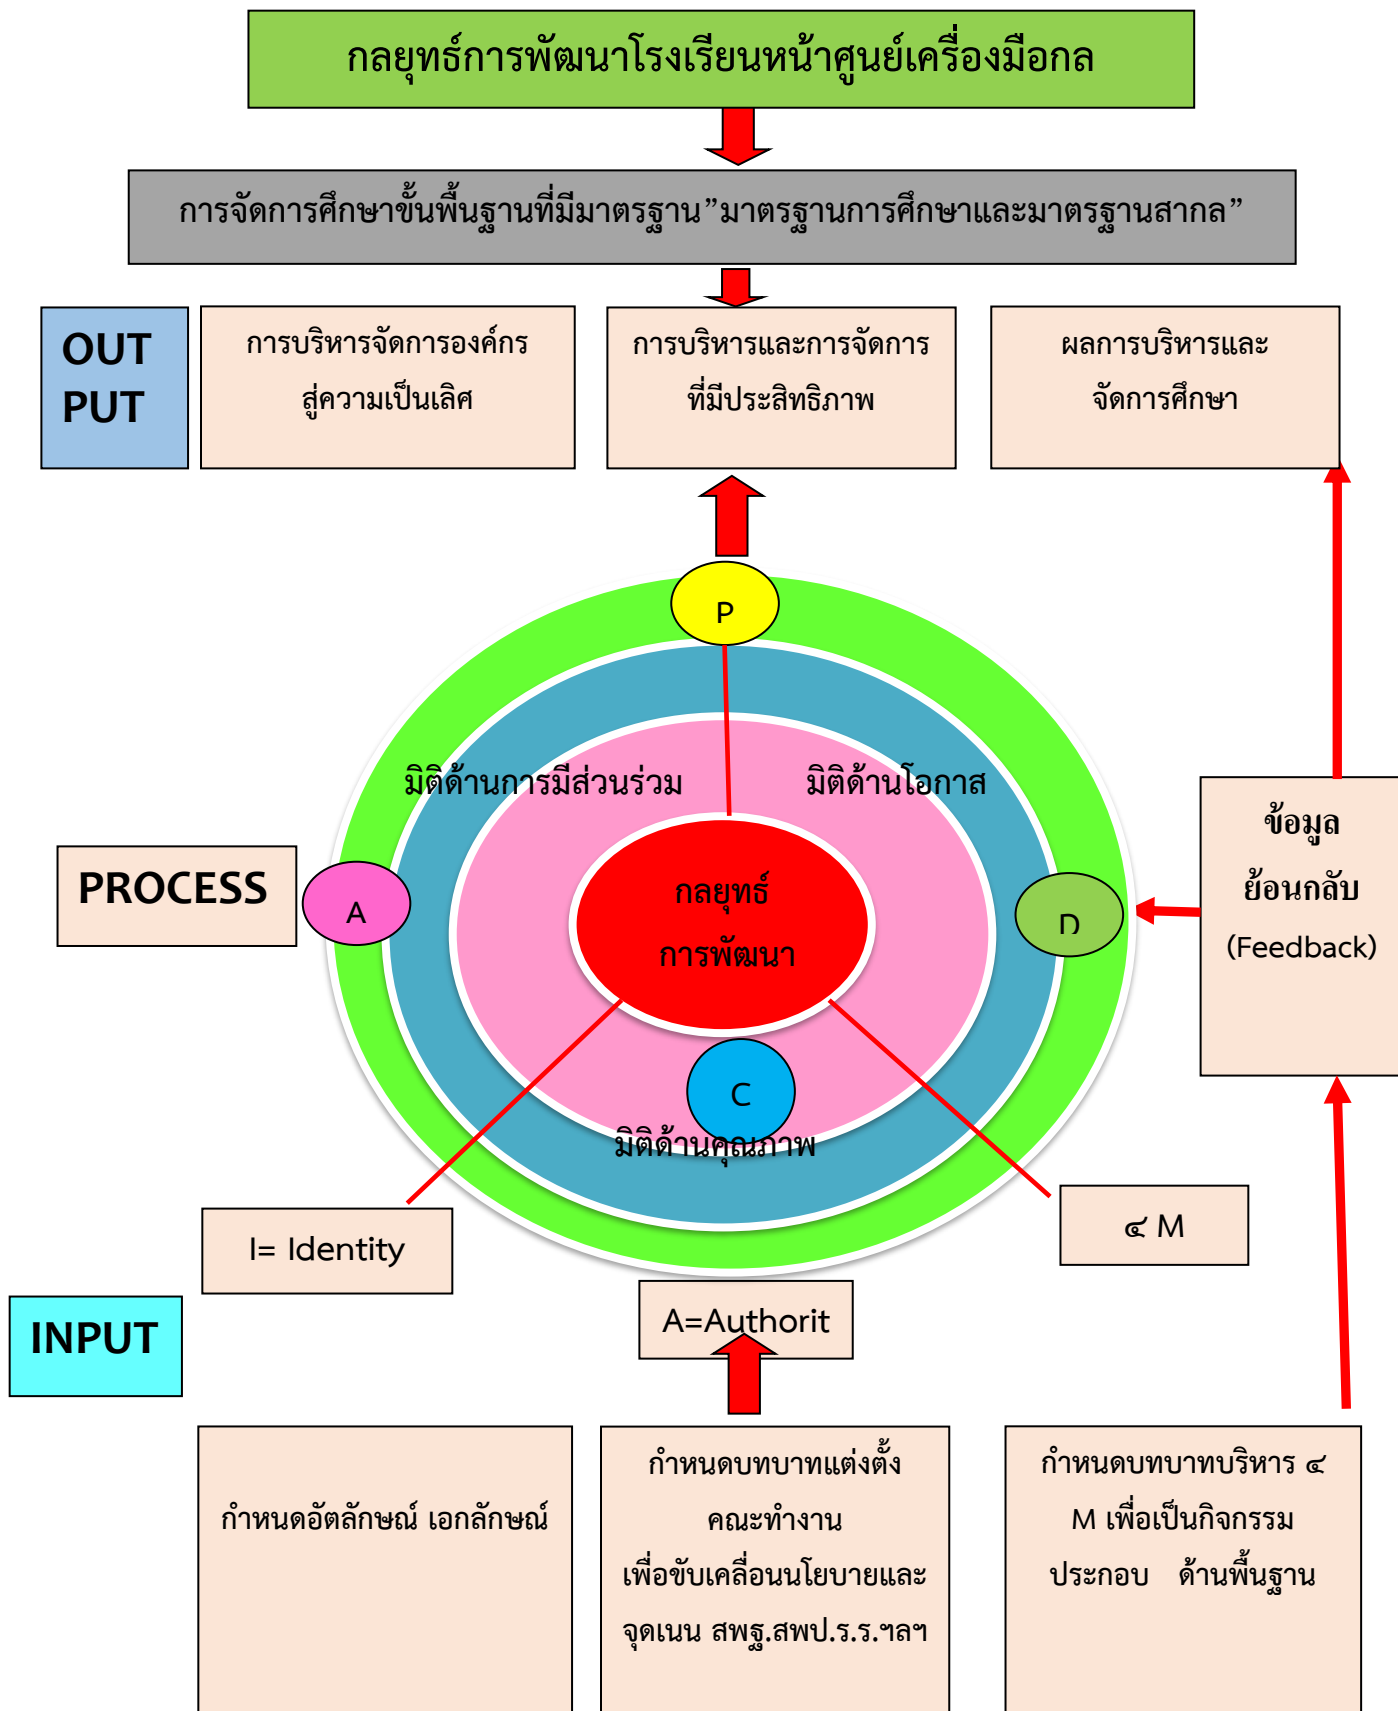 กลยุทธ์การพัฒนาโรงเรียนหน้าศูนย์เครื่องมือกล
การจัดการศึกษาขั้นพื้นฐานที่มีมาตรฐาน”มาตรฐานการศึกษาและมาตรฐานสากล”
OUT
PUT
การบริหารจัดการองค์กร
สู่ความเป็นเลิศ
การบริหารและการจัดการ
ที่มีประสิทธิภาพ
ผลการบริหารและ
จัดการศึกษา
P
มิติด้านการมีส่วนร่วม
มิติด้านโอกาส
PROCESS
A
กลยุทธ์
การพัฒนา
D
ข้อมูล
ย้อนกลับ
(Feedback)
C
มิติด้านคุณภาพ
I= Identity
๔ M
A=Authorit
INPUT
กำหนดอัตลักษณ์ เอกลักษณ์
กำหนดบทบาทแต่งตั้ง
คณะทำงาน
เพื่อขับเคลื่อนนโยบายและ
จุดเนน สพฐ.สพป.ร.ร.ฯลฯ
กำหนดบทบาทบริหาร ๔
M เพื่อเป็นกิจกรรม
ประกอบ ด้านพื้นฐาน